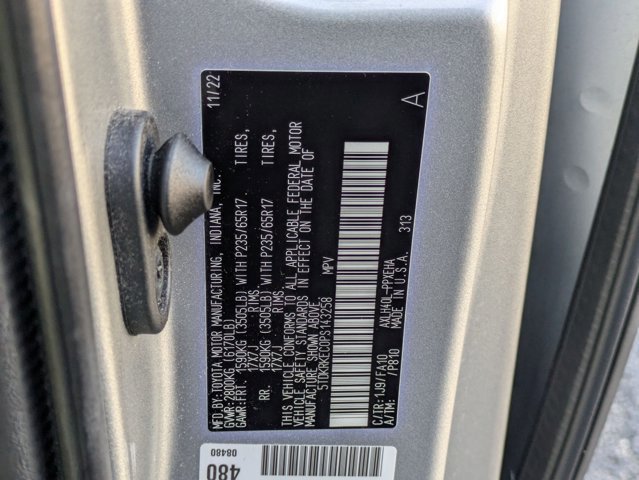 MFD.BY:TOYOTA MOTOR MANUFACTURING, INDIANA, INC. 11/22
GVWR:2800KG (6170LB)
GAWR:FRT. 1590KG (3505LB) WITH P235/65R17 TIRES,
17X7J RIMS,
RR. 1590KG (3505LB) WITH P235/65R17 TIRES,
17X7J RIMS,
THIS VEHICLE CONFORMS TO ALL APPLICABLE FEDERAL MOTOR
VEHICLE SAFETY STANDARDS IN EFFECT ON THE DATE OF
MANUFACTURE SHOWN ABOVE.
5TDKRKEC0PS143258 MPV
C/TR:1J9/FA10 AXLH40L-PPXEHA
A/TM: /P810 MADE IN U.S.A. 313
A
480
08480